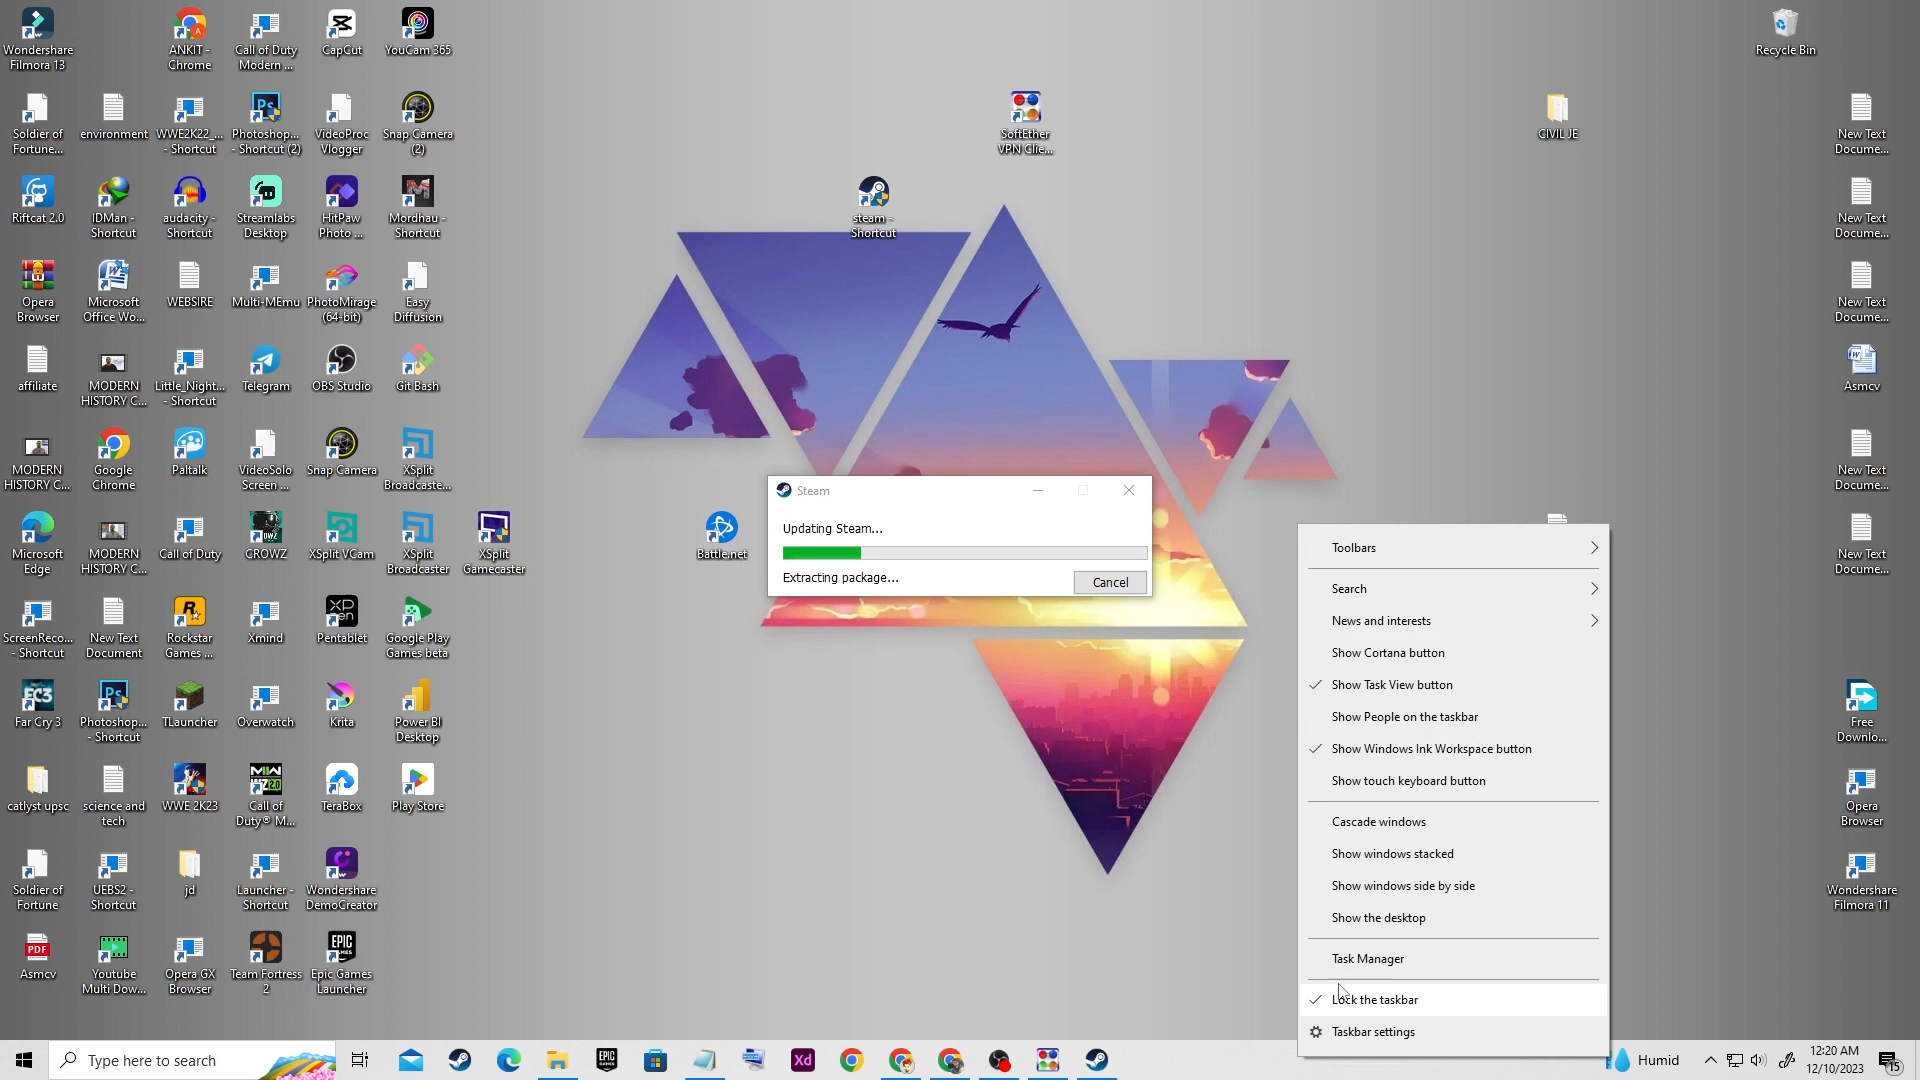 Wondershare
Filmora 13
ANKIT -
Chrome
Call of Duty
Modern ...
CapCut
YouCam 365
Recycle Bin
Soldier of
Fortune...
environment
WWE2K22_...
- Shortcut
Photoshop...
- Shortcut (2)
VideoProc
Vlogger
Snap Camera
(2)
SoftEther
VPN Clie...
CIVIL JE
New Text
Docume...
Riftcat 2.0
IDMan -
Shortcut
audacity -
Shortcut
Streamlabs
Desktop
HitPaw
Photo ...
Mordhau -
Shortcut
steam -
Shortcut
New Text
Docume...
Opera
Browser
Microsoft
Office Wo...
WEBSIRE
Multi-MEmu
PhotoMirage
(64-bit)
Easy
Diffusion
New Text
Docume...
affiliate
MODERN
HISTORY C...
Little_Night...
- Shortcut
Telegram
OBS Studio
Git Bash
Asmcv
MODERN
HISTORY C...
Google
Chrome
Paltalk
VideoSolo
Screen ...
Snap Camera
XSplit
Broadcaste...
New Text
Docume...
Microsoft
Edge
MODERN
HISTORY C...
Call of Duty
CROWZ
XSplit VCam
XSplit
Broadcaster
XSplit
Gamecaster
Battle.net
New Text
Docume...
Steam
Updating Steam...
Extracting package...
Cancel
ScreenReco...
- Shortcut
New Text
Document
Rockstar
Games ...
Xmind
Pentablet
Google Play
Games beta
FC3
Far Cry 3
Photoshop...
- Shortcut
TLauncher
Overwatch
Krita
Power BI
Desktop
Free
Downlo...
catlyst upsc
science and
tech
WWE 2K23
Call of
Duty® M...
TeraBox
Play Store
Opera
Browser
Soldier of
Fortune
UEBS2 -
Shortcut
jd
Launcher -
Shortcut
Wondershare
DemoCreator
Wondershare
Filmora 11
PDF
Asmcv
Youtube
Multi Dow...
Opera GX
Browser
Team Fortress
2
EPIC
GAMES
Epic Games
Launcher
Toolbars
Search
News and interests
Show Cortana button
Show Task View button
Show People on the taskbar
Show Windows Ink Workspace button
Show touch keyboard button
Cascade windows
Show windows stacked
Show windows side by side
Show the desktop
Task Manager
Lock the taskbar
Taskbar settings
Type here to search
EPIC
Xd
Humid
12:20 AM
12/10/2023
15